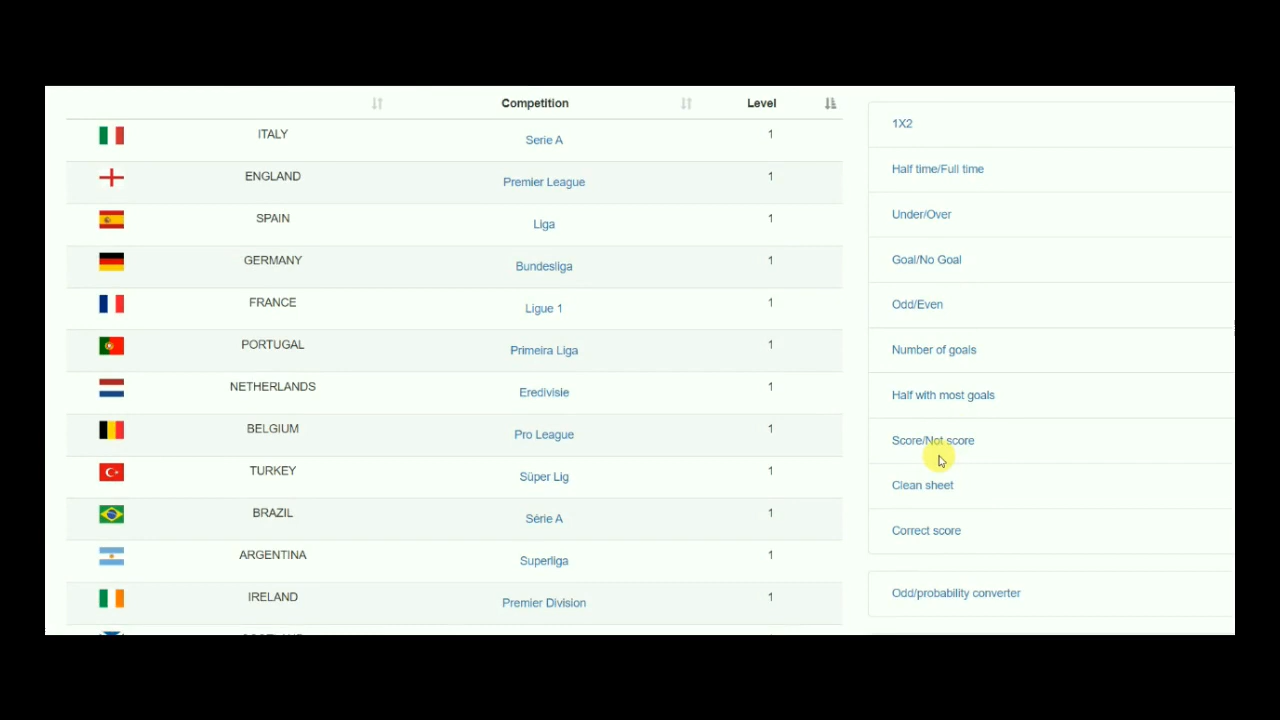 Competition Level
ITALY Serie A 1
ENGLAND Premier League 1
SPAIN Liga 1
GERMANY Bundesliga 1
FRANCE Ligue 1 1
PORTUGAL Primeira Liga 1
NETHERLANDS Eredivisie 1
BELGIUM Pro League 1
TURKEY Süper Lig 1
BRAZIL Série A 1
ARGENTINA Superliga 1
IRELAND Premier Division 1
1X2
Half time/Full time
Under/Over
Goal/No Goal
Odd/Even
Number of goals
Half with most goals
Score/Not score
Clean sheet
Correct score
Odd/probability converter